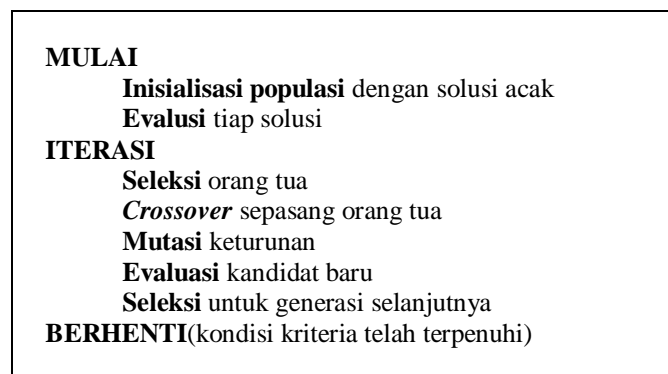 MULAI
Inisialisasi populasi dengan solusi acak
Evalusi tiap solusi
ITERASI
Seleksi orang tua
Crossover sepasang orang tua
Mutasi keturunan
Evaluasi kandidat baru
Seleksi untuk generasi selanjutnya
BERHENTI(kondisi kriteria telah terpenuhi)